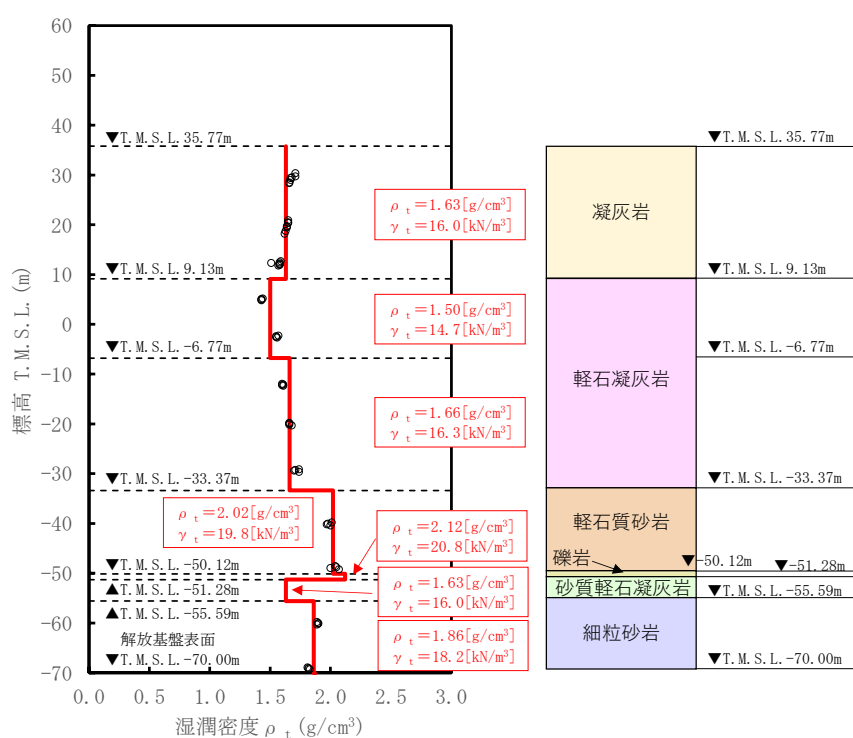 60
50
40
30
20
10
0
-10
-20
-30
-40
-50
-60
-70
標高 T.M.S.L.(m)
0.0
0.5
1.0
1.5
2.0
2.5
3.0
湿潤密度 ρt (g/cm³)
▼T.M.S.L.35.77m
▼T.M.S.L.9.13m
▼T.M.S.L.-6.77m
▼T.M.S.L.-33.37m
▼T.M.S.L.-50.12m
▲T.M.S.L.-51.28m
▲T.M.S.L.-55.59m
解放基盤表面
▼T.M.S.L.-70.00m
ρt=1.63[g/cm³]
γt=16.0[kN/m³]
ρt=1.50[g/cm³]
γt=14.7[kN/m³]
ρt=1.66[g/cm³]
γt=16.3[kN/m³]
ρt=2.02[g/cm³]
γt=19.8[kN/m³]
ρt=2.12[g/cm³]
γt=20.8[kN/m³]
ρt=1.63[g/cm³]
γt=16.0[kN/m³]
ρt=1.86[g/cm³]
γt=18.2[kN/m³]
▼T.M.S.L.35.77m
凝灰岩
▼T.M.S.L.9.13m
▼T.M.S.L.-6.77m
軽石凝灰岩
▼T.M.S.L.-33.37m
軽石質砂岩
礫岩
▼-50.12m
▼-51.28m
砂質軽石凝灰岩
▼T.M.S.L.-55.59m
細粒砂岩
▼T.M.S.L.-70.00m